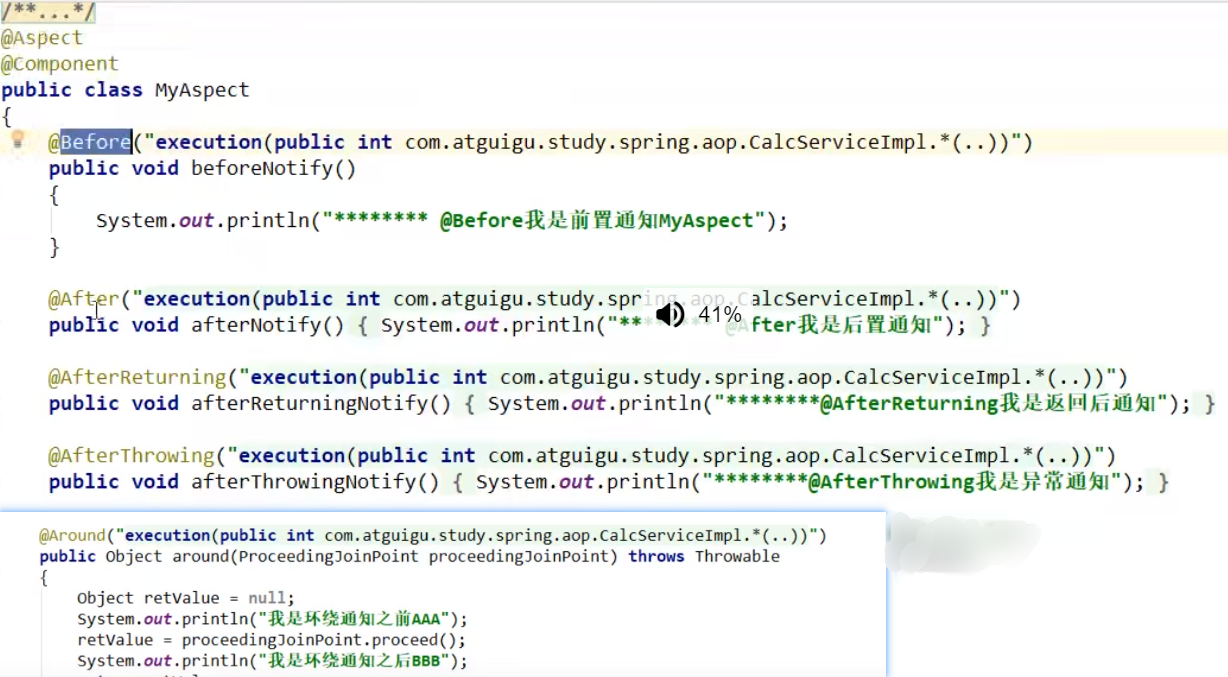 /**...*/
@Aspect
@Component
public class MyAspect
{
@Before("execution(public int com.atguigu.study.spring.aop.CalcServiceImpl.*(..))")
public void beforeNotify()
{
System.out.println("******** @Before我是前置通知MyAspect");
}
@After("execution(public int com.atguigu.study.spring.aop.CalcServiceImpl.*(..))")
public void afterNotify() { System.out.println("** @After我是后置通知"); }
41%
@AfterReturning("execution(public int com.atguigu.study.spring.aop.CalcServiceImpl.*(..))")
public void afterReturningNotify() { System.out.println("********@AfterReturning我是返回后通知"); }
@AfterThrowing("execution(public int com.atguigu.study.spring.aop.CalcServiceImpl.*(..))")
public void afterThrowingNotify() { System.out.println("********@AfterThrowing我是异常通知"); }
@Around("execution(public int com.atguigu.study.spring.aop.CalcServiceImpl.*(..))")
public Object around(ProceedingJoinPoint proceedingJoinPoint) throws Throwable
{
Object retValue = null;
System.out.println("我是环绕通知之前AAA");
retValue = proceedingJoinPoint.proceed();
System.out.println("我是环绕通知之后BBB");